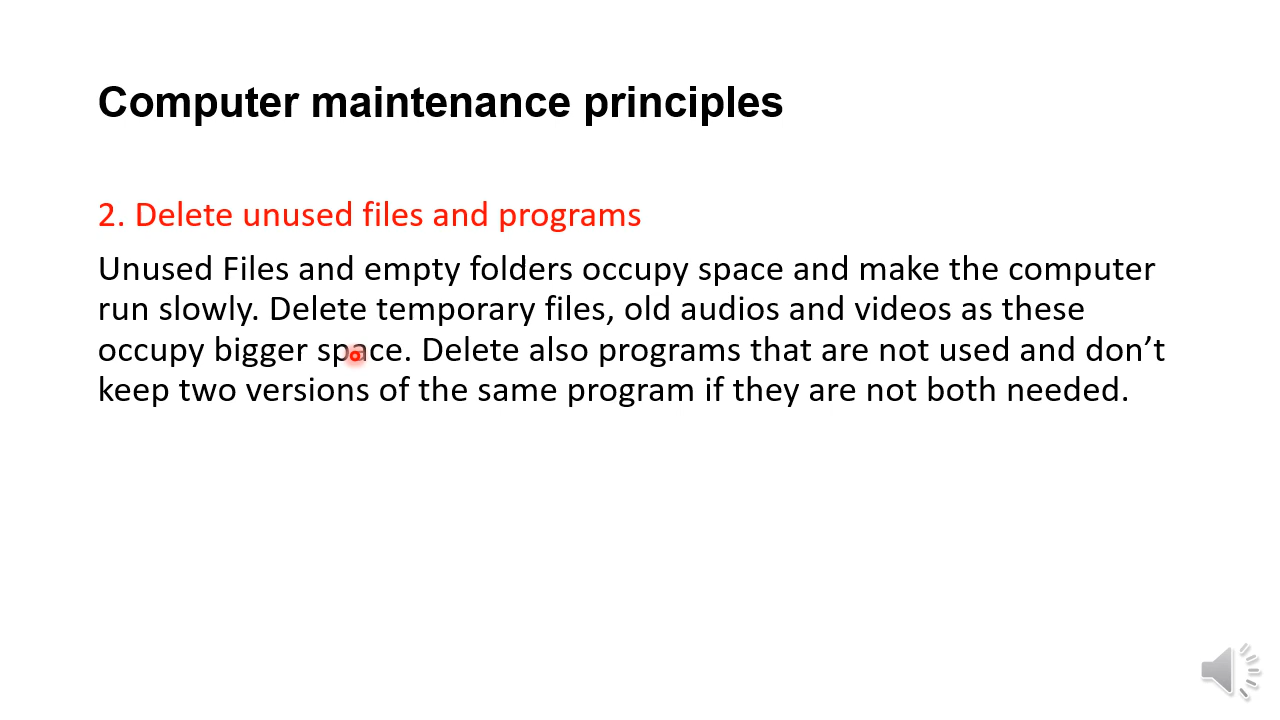 Computer maintenance principles
2. Delete unused files and programs
Unused Files and empty folders occupy space and make the computer
run slowly. Delete temporary files, old audios and videos as these
occupy bigger space. Delete also programs that are not used and don’t
keep two versions of the same program if they are not both needed.